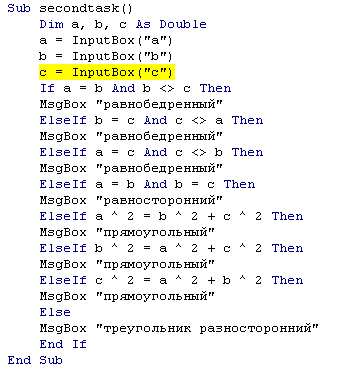 Sub secondtask()
Dim a, b, c As Double
a = InputBox("a")
b = InputBox("b")
c = InputBox("c")
If a = b And b <> c Then
MsgBox "равнобедренный"
ElseIf b = c And c <> a Then
MsgBox "равнобедренный"
ElseIf a = c And c <> b Then
MsgBox "равнобедренный"
ElseIf a = b And b = c Then
MsgBox "равносторонний"
ElseIf a ^ 2 = b ^ 2 + c ^ 2 Then
MsgBox "прямоугольный"
ElseIf b ^ 2 = a ^ 2 + c ^ 2 Then
MsgBox "прямоугольный"
ElseIf c ^ 2 = a ^ 2 + b ^ 2 Then
MsgBox "прямоугольный"
Else
MsgBox "треугольник разносторонний"
End If
End Sub